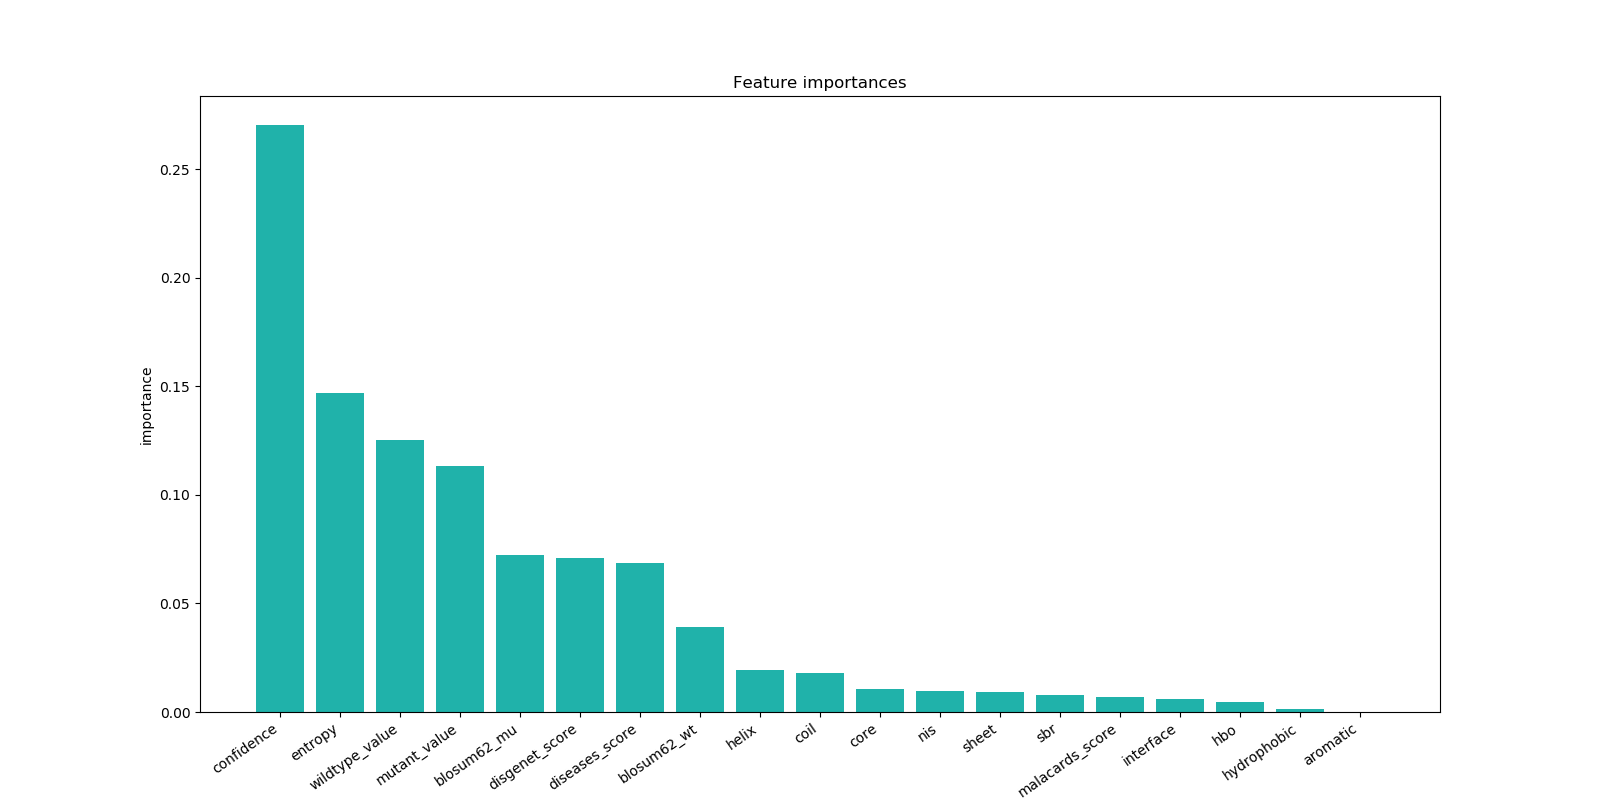 Feature importances
importance
0.25
0.20
0.15
0.10
0.05
0.00
confidence
entropy
wildtype_value
mutant_value
blosum62_mu
disgenet_score
diseases_score
blosum62_wt
helix
coil
core
nis
sheet
sbr
malacards_score
interface
hbo
hydrophobic
aromatic